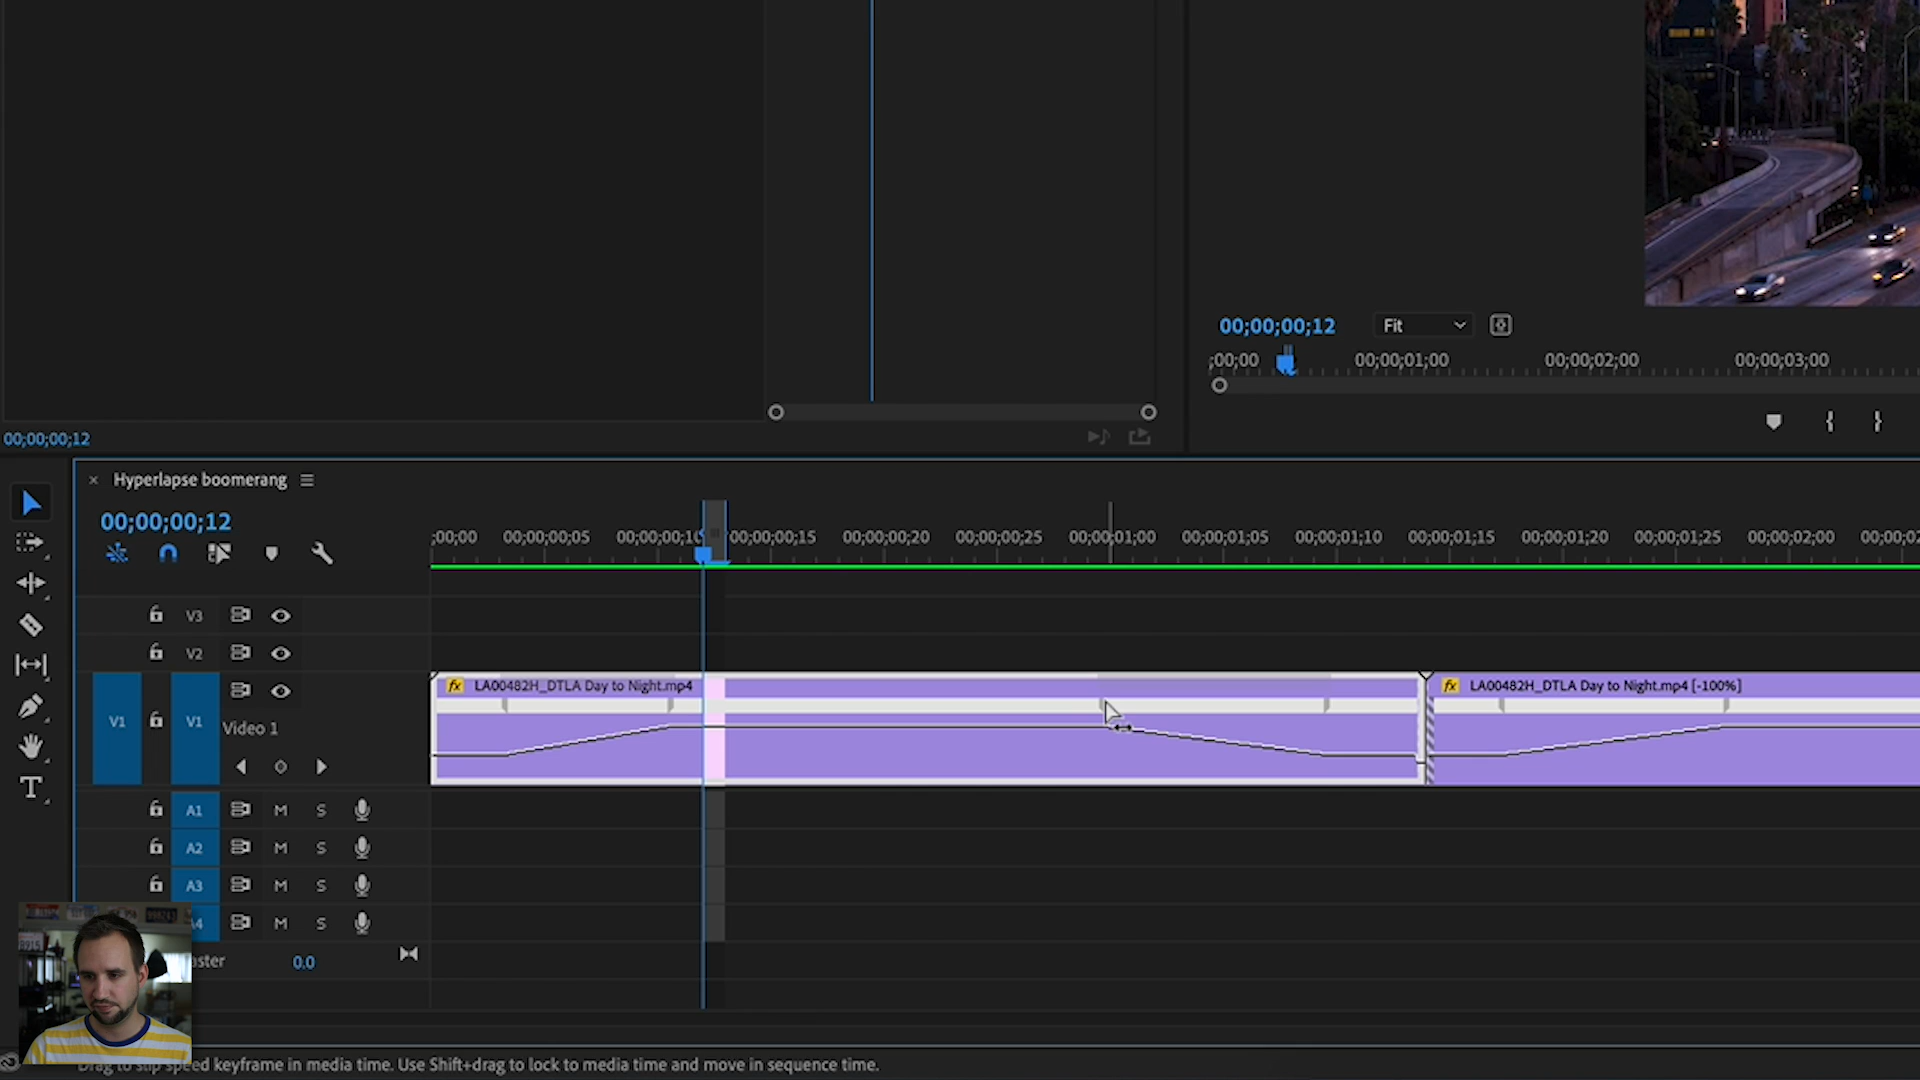 00;00;00;12
Fit
;00;00
00;00;01;00
00;00;02;00
00;00;03;00
00;00;00;12
Hyperlapse boomerang
00;00;00;12
;00;00
00;00;00;05
00;00;00;10
00;00;00;15
00;00;00;20
00;00;00;25
00;00;01;00
00;00;01;05
00;00;01;10
00;00;01;15
00;00;01;20
00;00;01;25
00;00;02;00
00;00;02
V3
V2
fx LA00482H_DTLA Day to Night.mp4
fx LA00482H_DTLA Day to Night.mp4 [-100%]
V1
V1
Video 1
A1 M S
A2 M S
A3 M S
A4 M S
ster
0.0
T
Drag to slip speed keyframe in media time. Use Shift+drag to lock to media time and move in sequence time.